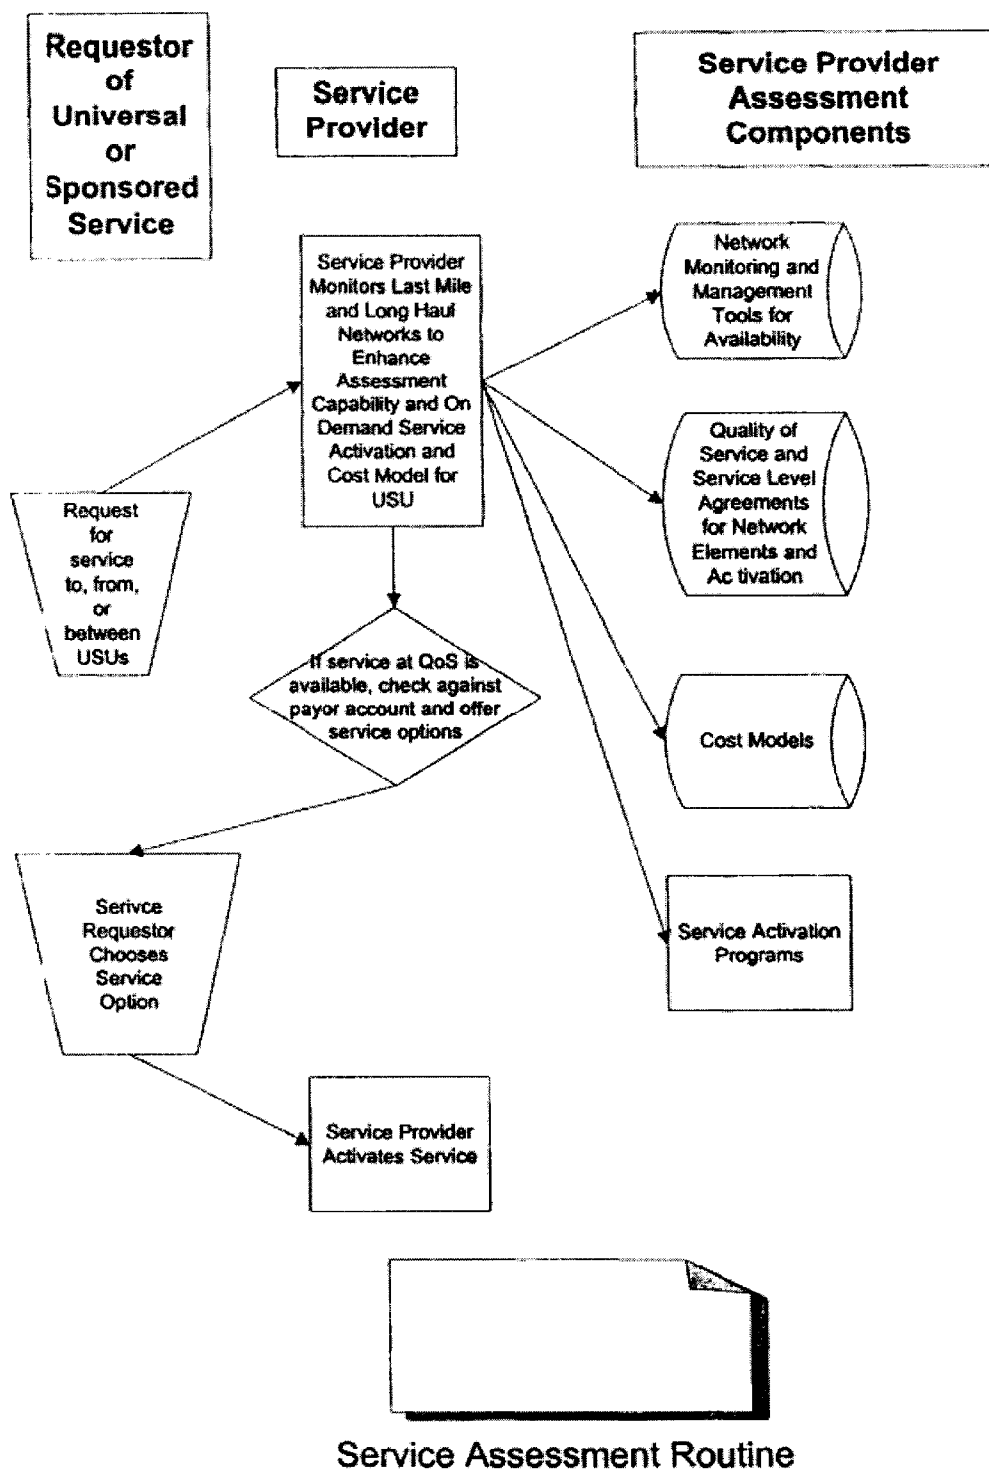 Requestor
of
Universal
or
Sponsored
Service
Service
Provider
Service Provider
Assessment
Components
Service Provider
Monitors Last Mile
and Long Haul
Networks to
Enhance
Assessment
Capability and On
Demand Service
Activation and
Cost Model for
USU
Network
Monitoring and
Management
Tools for
Availability
Quality of
Service and
Service Level
Agreements
for Network
Elements and
Ac tivation
Request
for
service
to, from,
or
between
USUs
If service at QoS is
available, check against
payor account and offer
service options
Cost Models
Serivce
Requestor
Chooses
Service
Option
Service Activation
Programs
Service Provider
Activates Service
Service Assessment Routine